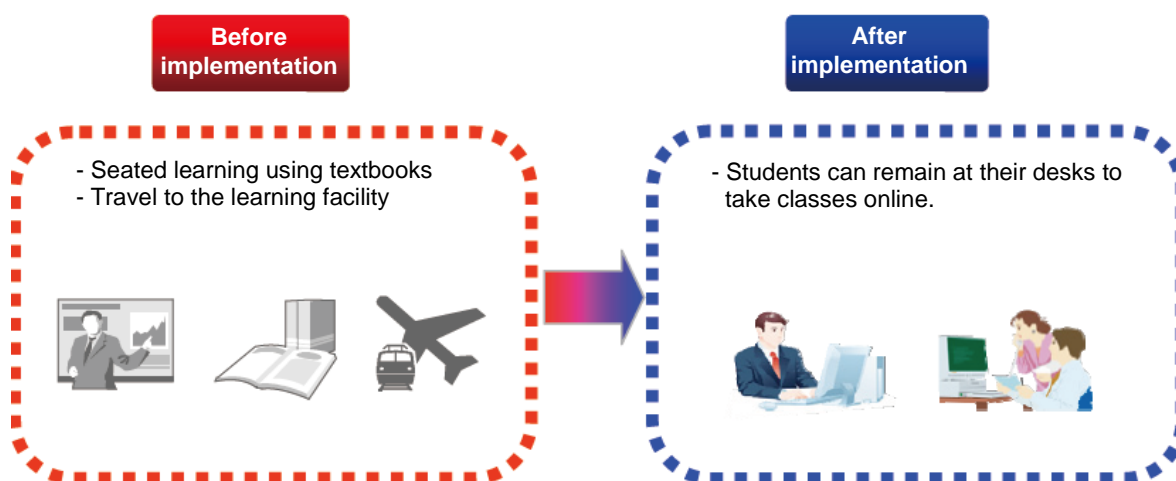 Before
implementation
After
implementation
- Seated learning using textbooks
- Travel to the learning facility
- Students can remain at their desks to
take classes online.